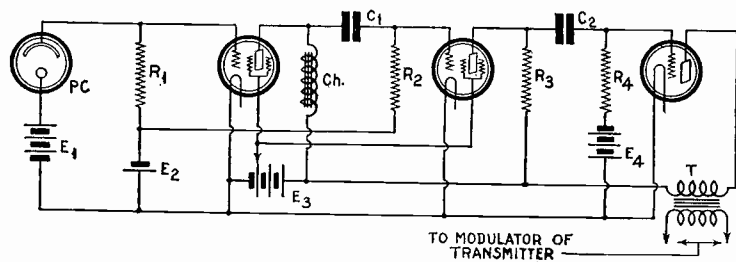 PC
E1
R1
E2
Ch.
C1
R2
E3
C2
R3
R4
E4
T
TO MODULATOR OF
TRANSMITTER